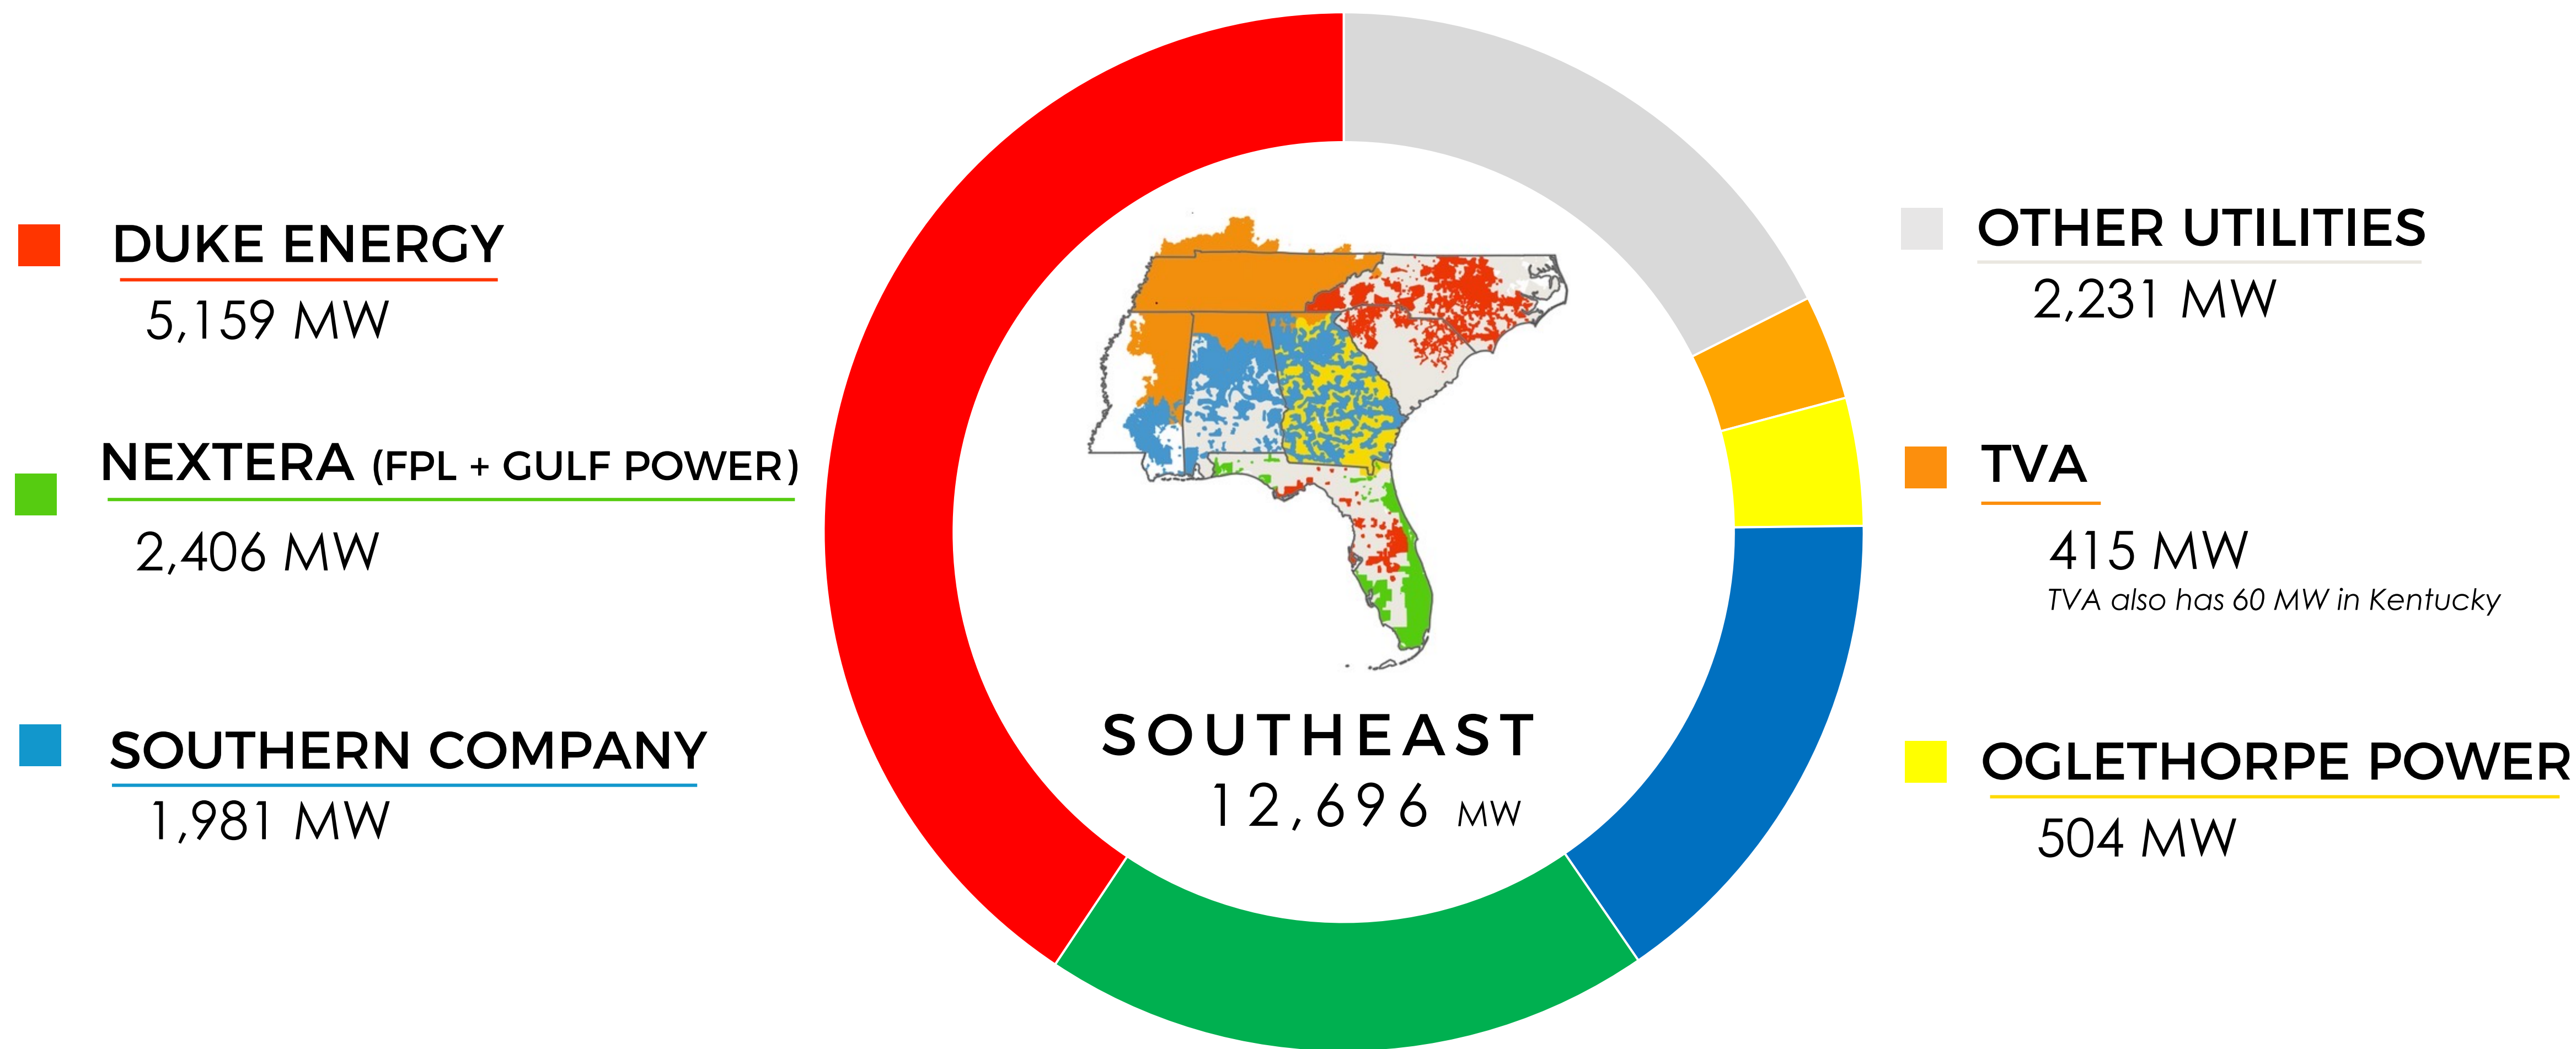 DUKE ENERGY
5,159 MW
NEXTERA (FPL + GULF POWER)
2,406 MW
SOUTHERN COMPANY
1,981 MW
SOUTHEAST
12,696 MW
OTHER UTILITIES
2,231 MW
TVA
415 MW
TVA also has 60 MW in Kentucky
OGLETHORPE POWER
504 MW